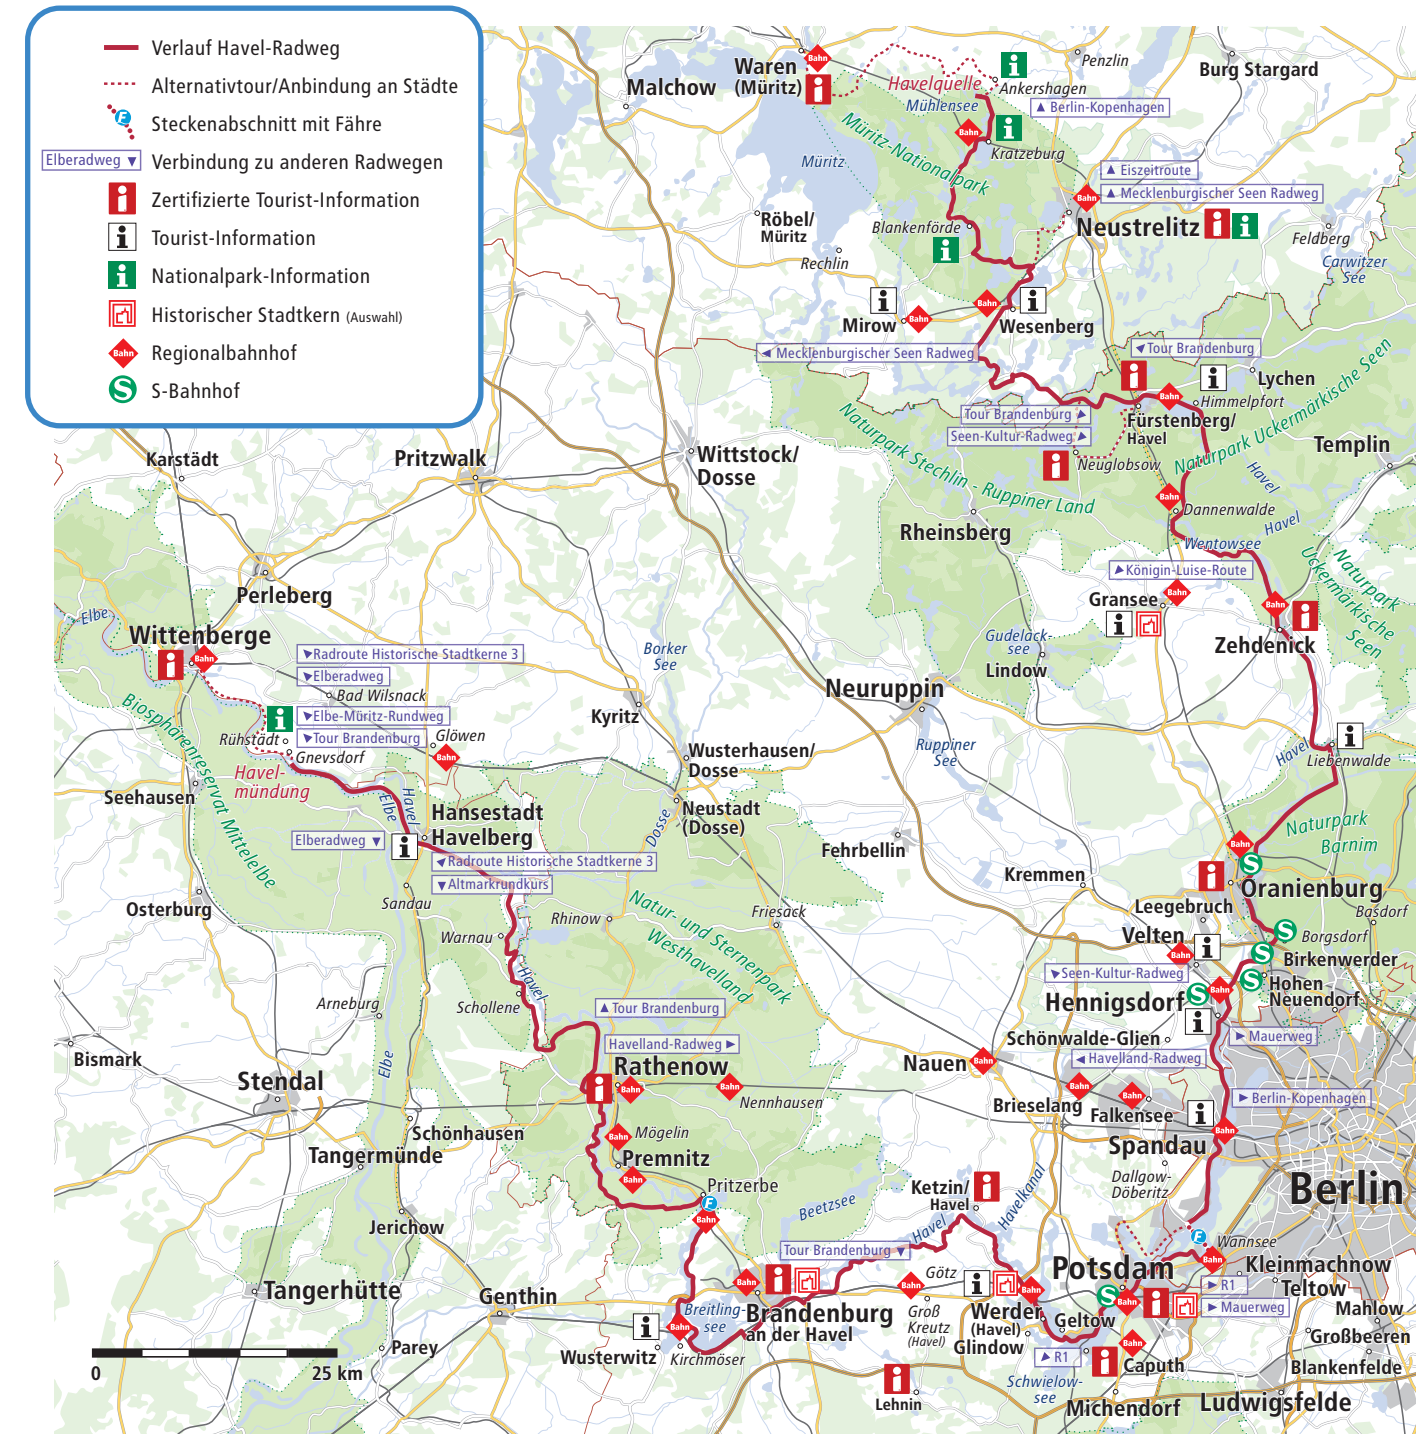 Verlauf Havel-Radweg
Alternativtour/Anbindung an Städte
F
Steckenabschnitt mit Fähre
Elberadweg ▼
Verbindung zu anderen Radwegen
i
Zertifizierte Tourist-Information
i
Tourist-Information
i
Nationalpark-Information
Historischer Stadtkern (Auswahl)
Bahn
Regionalbahnhof
S
S-Bahnhof
Waren
(Müritz)
Malchow
Havelquelle
Mühlensee
Ankershagen
Penzlin
Burg Stargard
▲ Berlin-Kopenhagen
Müritz-Nationalpark
Müritz
Kratzeburg
▲ Eiszeitroute
▲ Mecklenburgischer Seen Radweg
Neustrelitz
Röbel/
Müritz
Blankenförde
Rechlin
Feldberg
Carwitzer
See
Mirow
Wesenberg
◄ Mecklenburgischer Seen Radweg
Tour Brandenburg
Lychen
Himmelpfort
Tour Brandenburg
Seen-Kultur-Radweg
Fürstenberg/
Havel
Neuglobsow
Naturpark Uckermärkische Seen
Naturpark Stechlin - Ruppiner Land
Templin
Havel
Dannenwalde
Havel
Wentowsee
Rheinsberg
Königin-Luise-Route
Gransee
Naturpark
Uckermärkische
Seen
Zehdenick
Gudelack-
see
Lindow
Karstädt
Pritzwalk
Wittstock/
Dosse
Perleberg
Elbe
Wittenberge
Radroute Historische Stadtkerne 3
Elberadweg
Bad Wilsnack
Elbe-Müritz-Rundweg
Tour Brandenburg
Rühstädt
Gnevsdorf
Glöwen
Havel-
mündung
Biosphärenreservat Mittelelbe
Seehausen
Borker
See
Kyritz
Neuruppin
Ruppiner
See
Wusterhausen/
Dosse
Neustadt
(Dosse)
Dosse
Fehrbellin
Havel
Liebenwalde
Naturpark
Barnim
Elbe
Havel
Hansestadt
Havelberg
Elberadweg ▼
Radroute Historische Stadtkerne 3
▼Altmarkrundkurs
Sandau
Osterburg
Warnau
Rhinow
Friesack
Natur- und Sternenpark
Westhavelland
Kremmen
Oranienburg
Leegebruch
Basdorf
Velten
Borgsdorf
Birkenwerder
Seen-Kultur-Radweg
Hohen
Neuendorf
Hennigsdorf
Schönwalde-Glien
► Mauerweg
Havel
Schollene
Arneburg
Bismark
Elbe
▲ Tour Brandenburg
Havelland-Radweg ►
Rathenow
Nennhausen
Nauen
◄ Havelland-Radweg
Brieselang
Falkensee
► Berlin-Kopenhagen
Spandau
Stendal
Schönhausen
Tangermünde
Mögelin
Premnitz
Pritzerbe
F
Dallgow-
Döberitz
Berlin
Ketzin/
Havel
Havelkanal
Beetzsee
Havel
Tour Brandenburg ▼
Jerichow
F
Wannsee
Kleinmachnow
Potsdam
► R1
Teltow
► Mauerweg
Mahlow
Tangerhütte
Genthin
Breitling-
see
Brandenburg
an der Havel
Götz
Groß
Kreutz
(Havel)
Werder
(Havel)
Geltow
Glindow
Großbeeren
Parey
Wusterwitz
Kirchmöser
R1
Caputh
Blankenfelde
Schwielow-
see
Lehnin
Michendorf
Ludwigsfelde
0
25 km